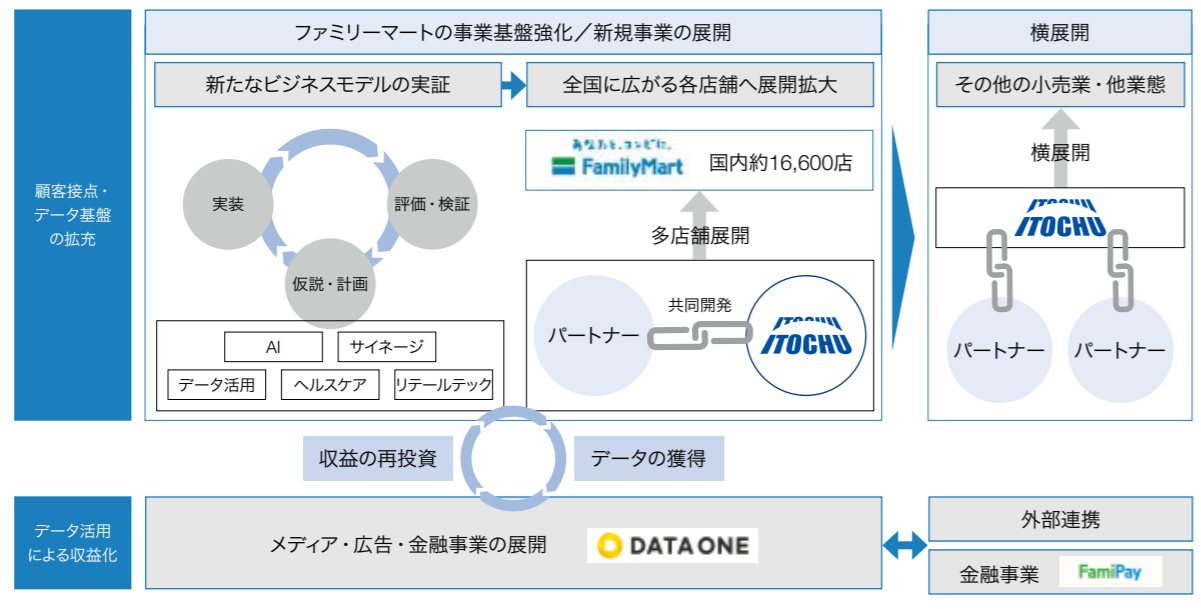 ファミリーマートの事業基盤強化／新規事業の展開
横展開
新たなビジネスモデルの実証
全国に広がる各店舗へ展開拡大
その他の小売業・他業態
顧客接点・
データ基盤
の拡充
実装
評価・検証
仮説・計画
あなたと、コンビに、
FamilyMart
国内約16,600店
多店舗展開
横展開
ITOCHU
AI
サイネージ
データ活用
ヘルスケア
リテールテック
パートナー
共同開発
ITOCHU
パートナー
パートナー
収益の再投資
データの獲得
データ活用
による収益化
メディア・広告・金融事業の展開
DATA ONE
外部連携
金融事業
FamiPay